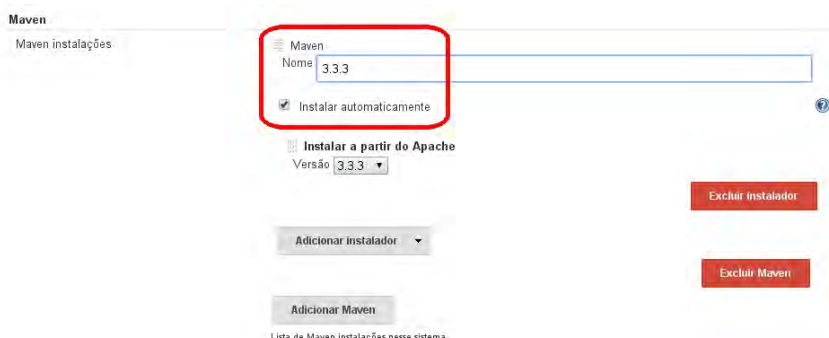 Maven
Maven instalações
Maven
Nome 3.3.3
Instalar automaticamente
Instalar a partir do Apache
Versão 3.3.3
Excluir instalador
Adicionar instalador
Excluir Maven
Adicionar Maven
Lista de Maven instalações nesse sistema